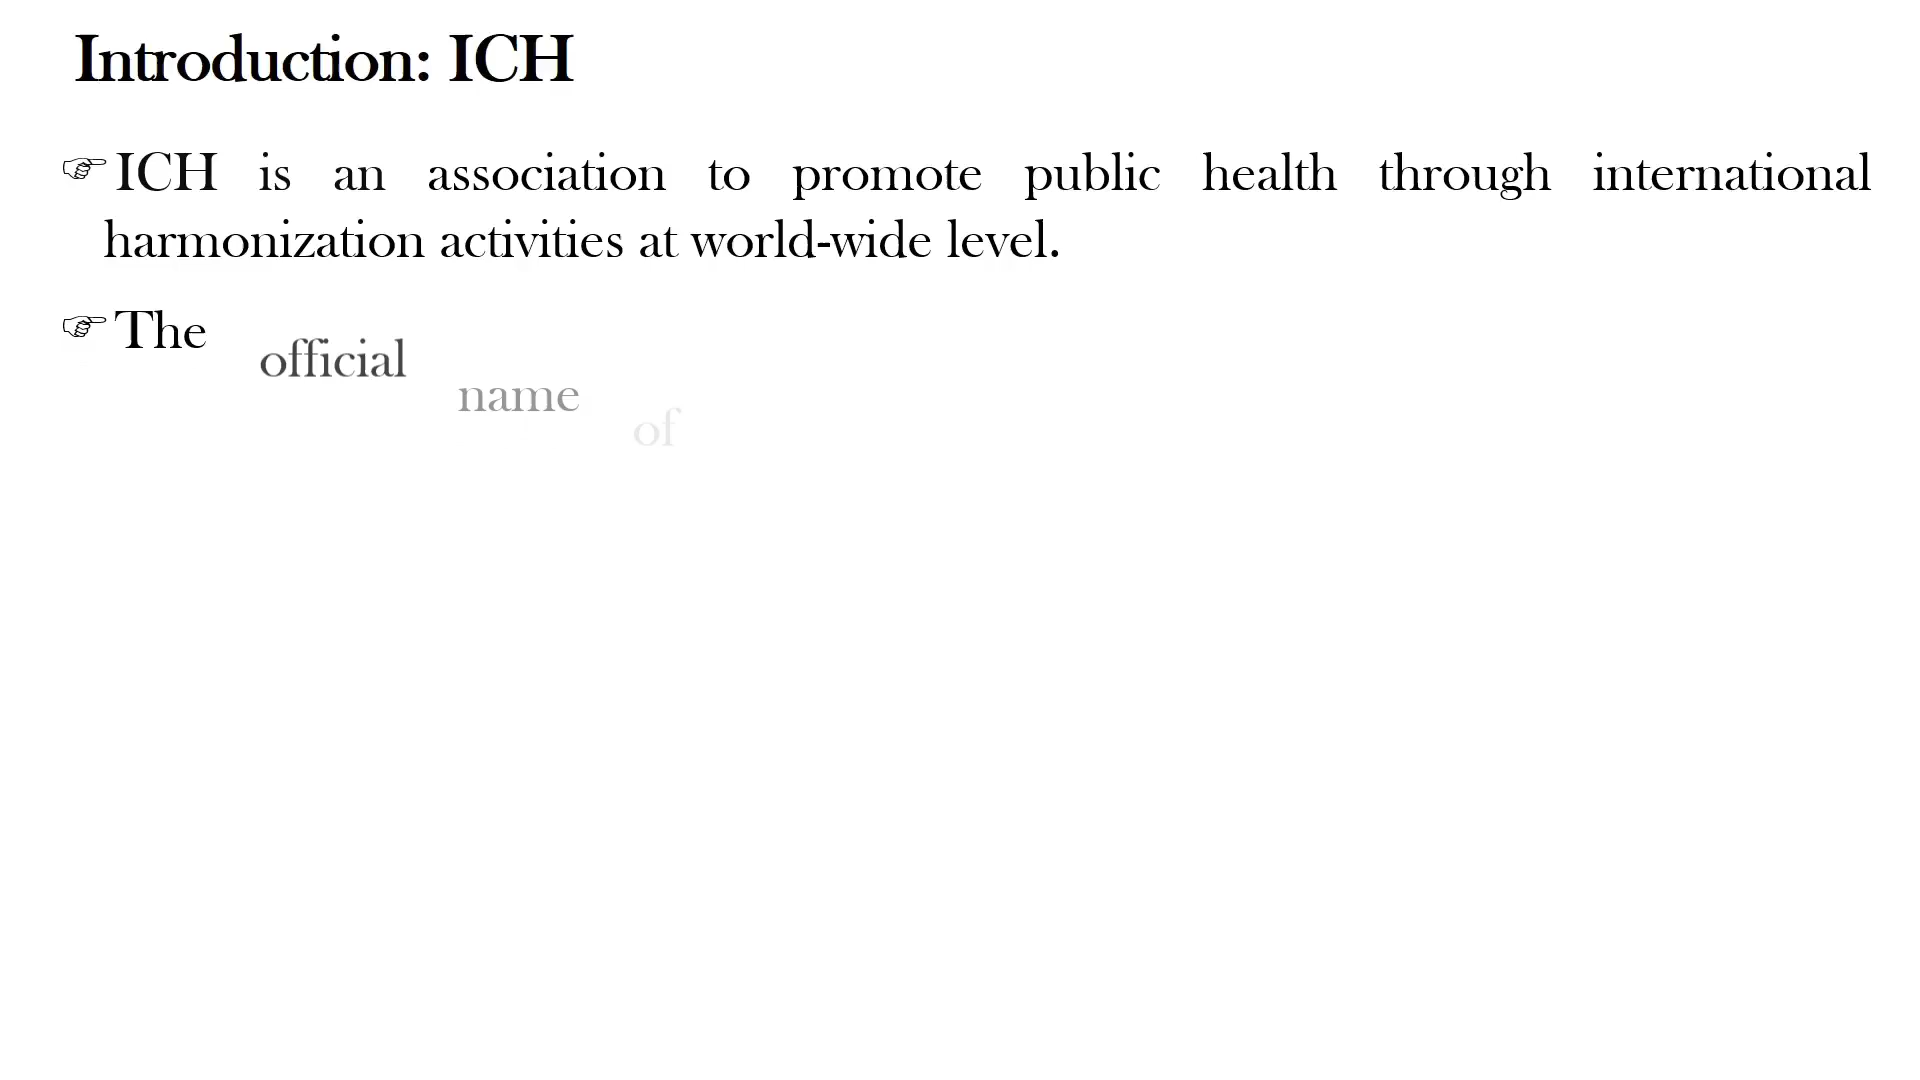 Introduction: ICH
☞ICH is an association to promote public health through international
harmonization activities at world-wide level.
☞The official name of